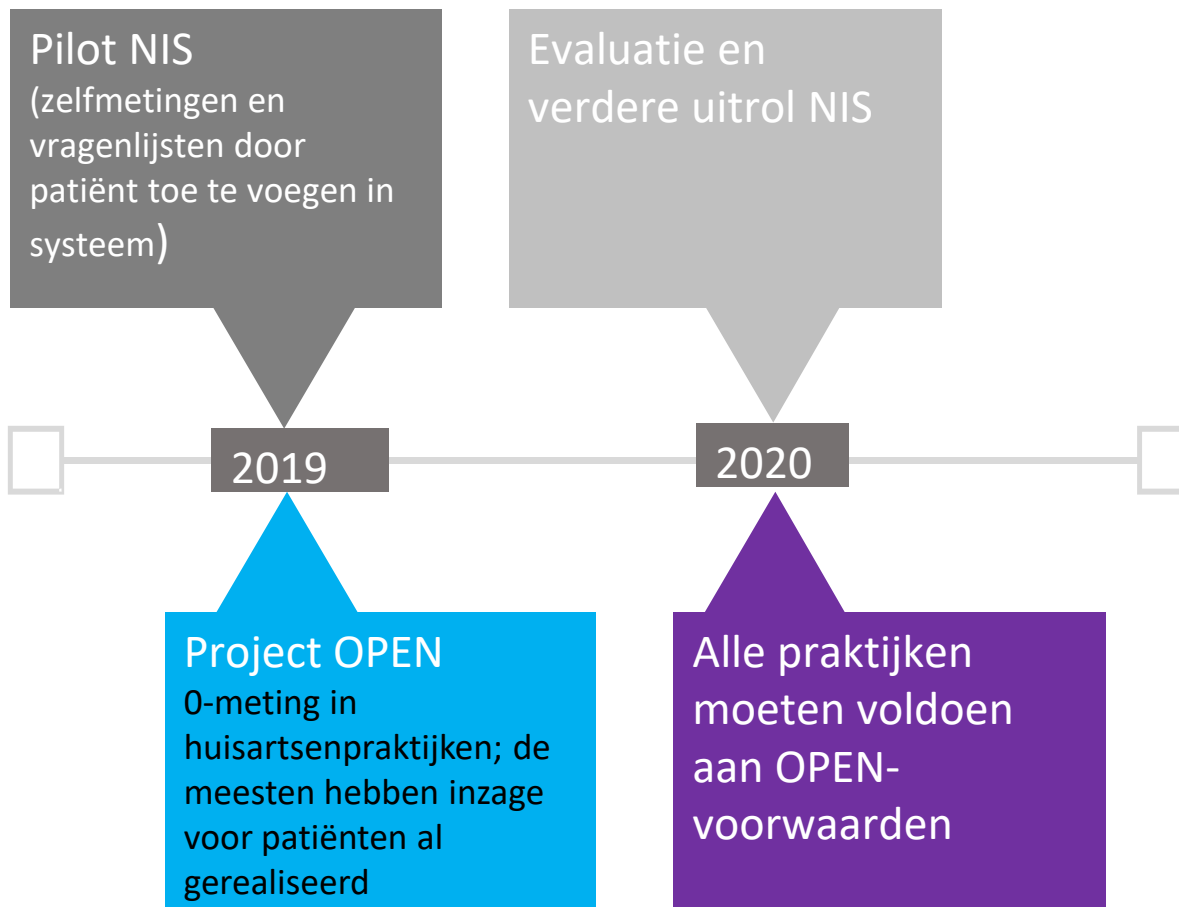 Pilot NIS
(zelfmetingen en
vragenlijsten door
patiënt toe te voegen in
systeem)
Evaluatie en
verdere uitrol NIS
2019
2020
Project OPEN
0-meting in
huisartsenpraktijken; de
meesten hebben inzage
voor patiënten al
gerealiseerd
Alle praktijken
moeten voldoen
aan OPEN-
voorwaarden